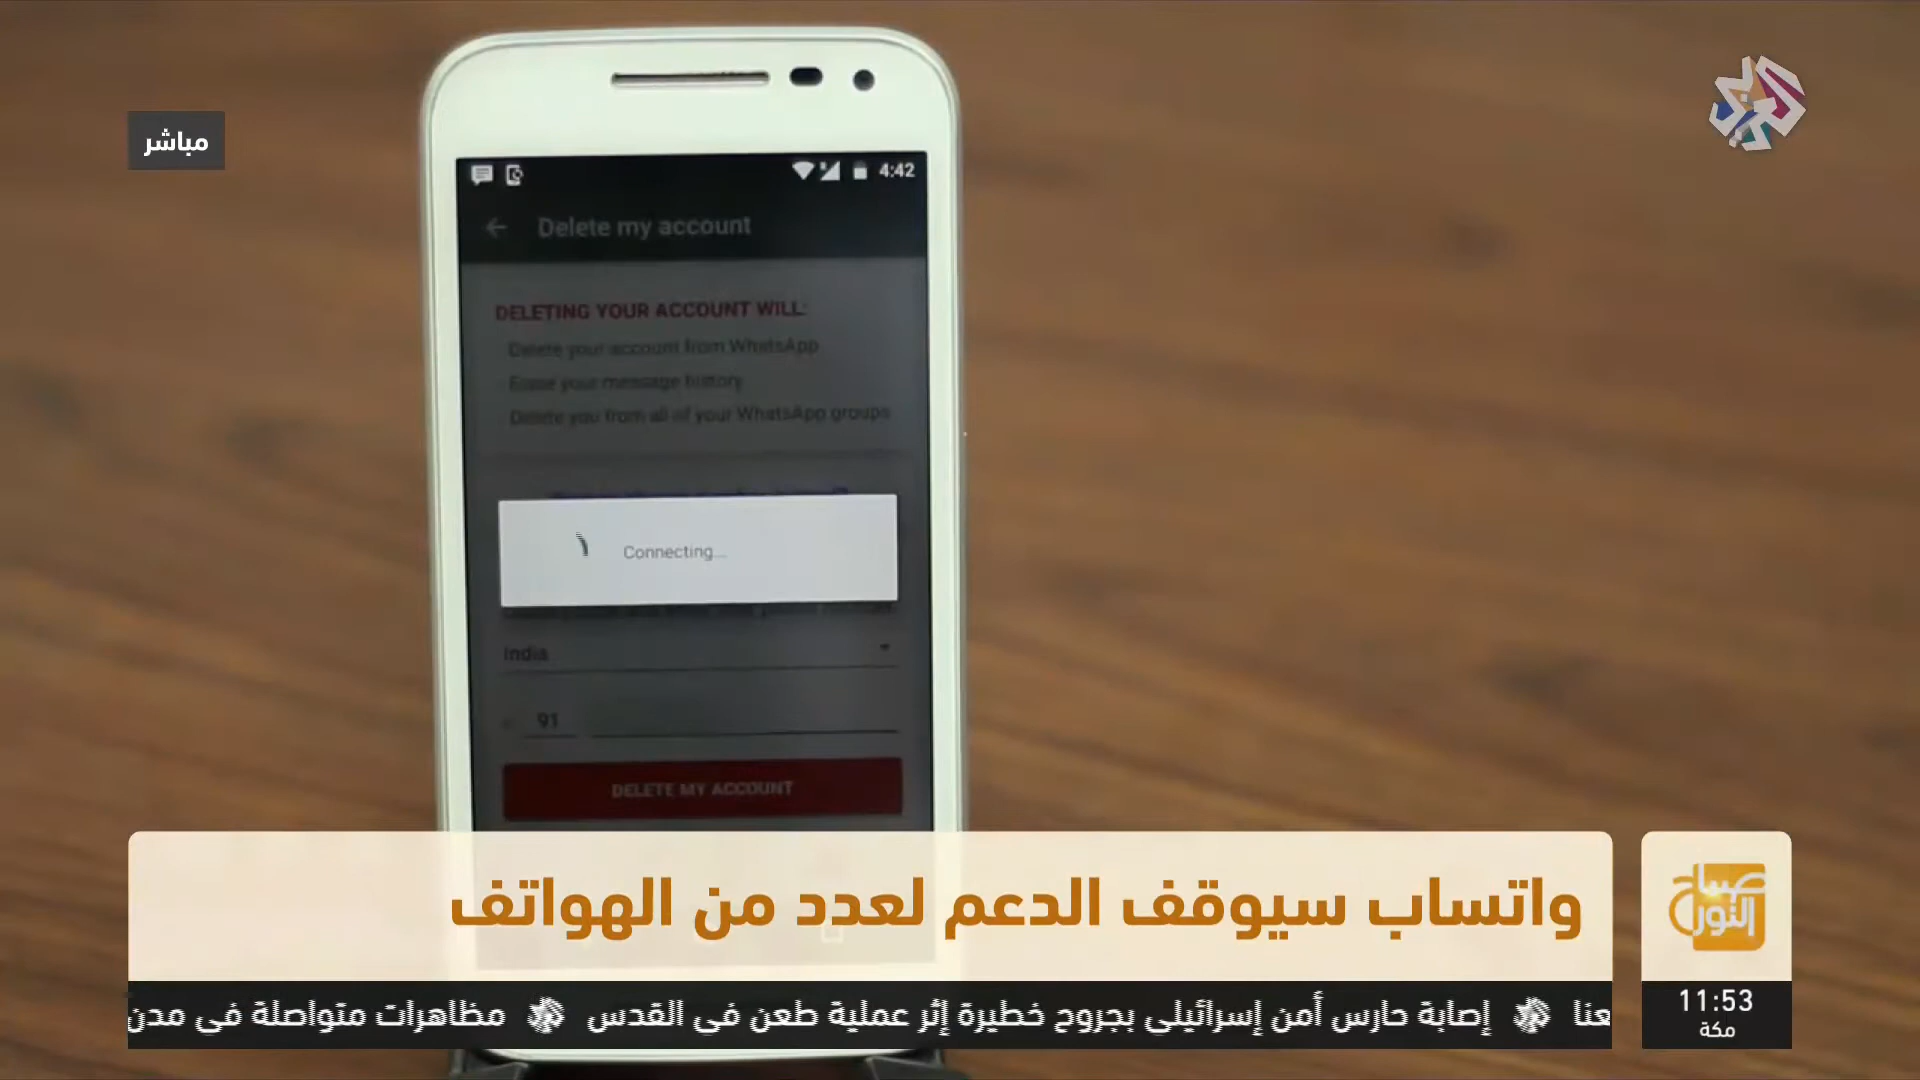 مباشر
4:42
Delete my account
DELETING YOUR ACCOUNT WILL:
Delete your account from WhatsApp
Erase your message history
Delete you from all of your WhatsApp groups
Connecting...
India
91
DELETE MY ACCOUNT
واتساب سيوقف الدعم لعدد من الهواتف
صباح النور
عنا إصابة حارس أمن إسرائيلي بجروح خطيرة إثر عملية طعن في القدس مظاهرات متواصلة في مدن
11:53
مكة